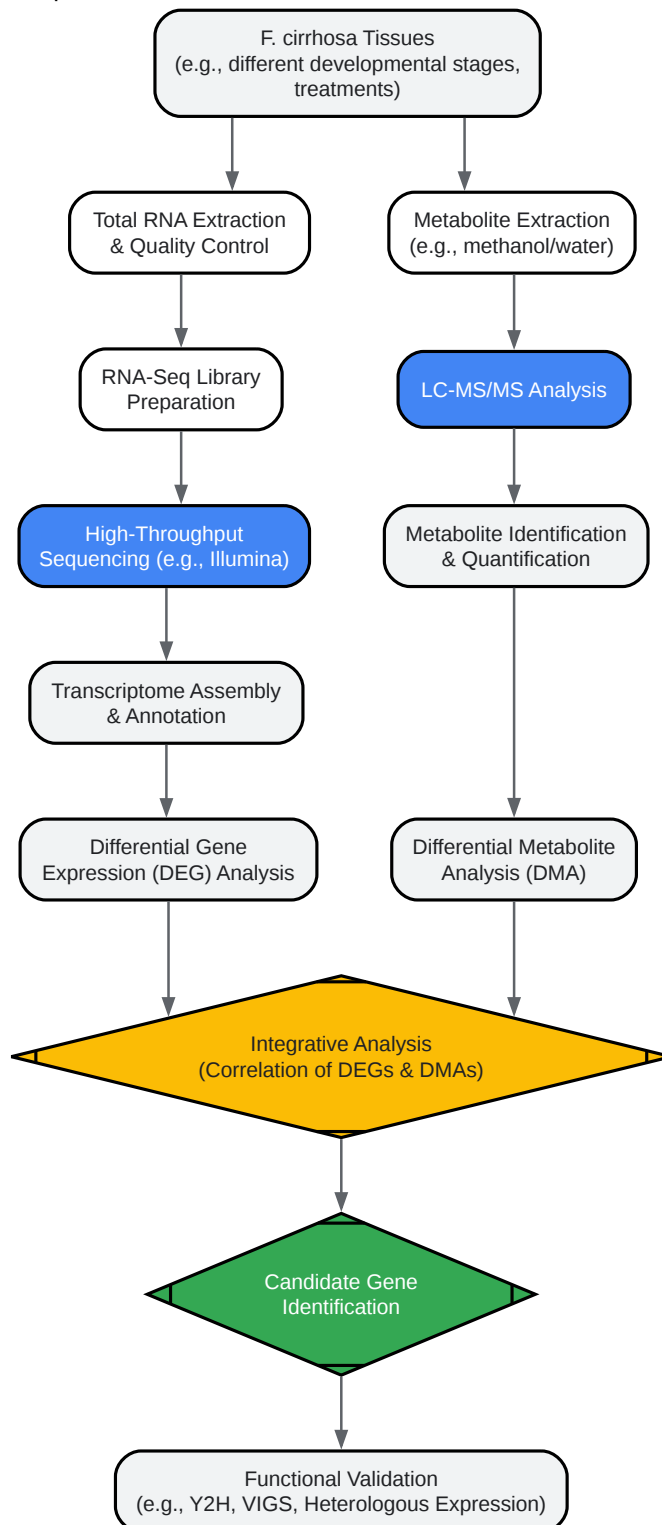 F. cirrhosa Tissues
(e.g., different developmental stages,
treatments)
Total RNA Extraction
& Quality Control
Metabolite Extraction
(e.g., methanol/water)
RNA-Seq Library
Preparation
LC-MS/MS Analysis
High-Throughput
Sequencing (e.g., Illumina)
Metabolite Identification
& Quantification
Transcriptome Assembly
& Annotation
Differential Gene
Expression (DEG) Analysis
Differential Metabolite
Analysis (DMA)
Integrative Analysis
(Correlation of DEGs & DMAs)
Candidate Gene
Identification
Functional Validation
(e.g., Y2H, VIGS, Heterologous Expression)